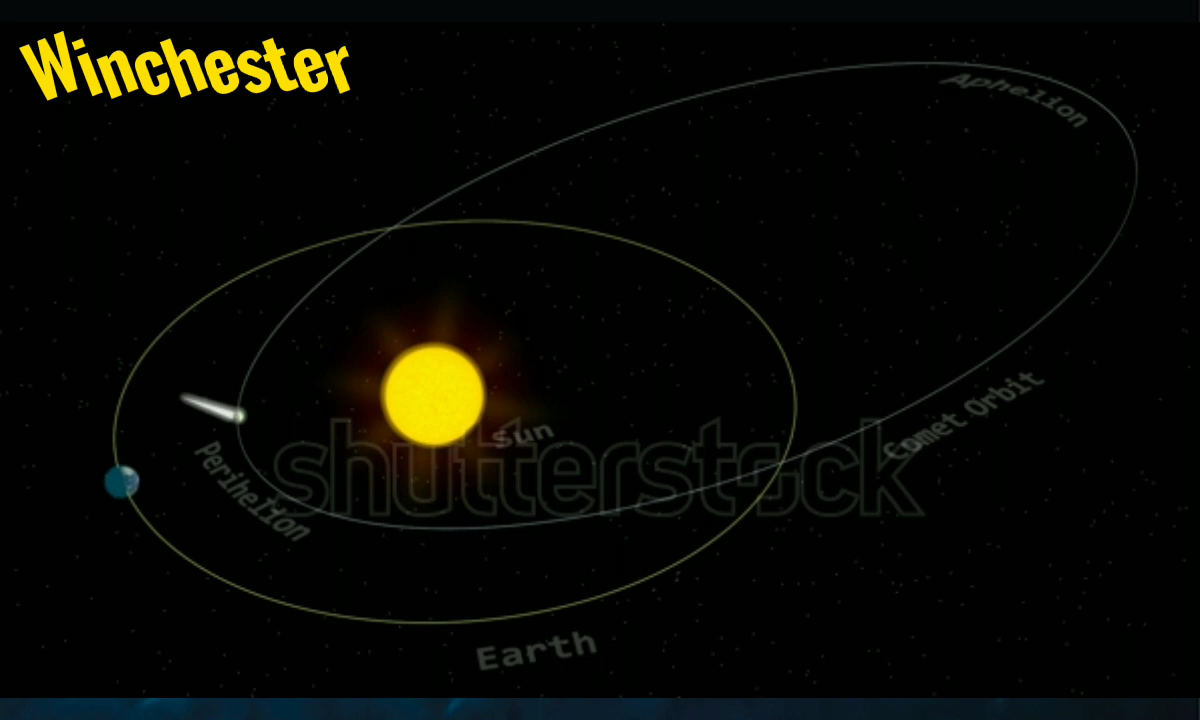 Winchester
Aphelion
Comet Orbit
Sun
shutterstock
Perihelion
Earth